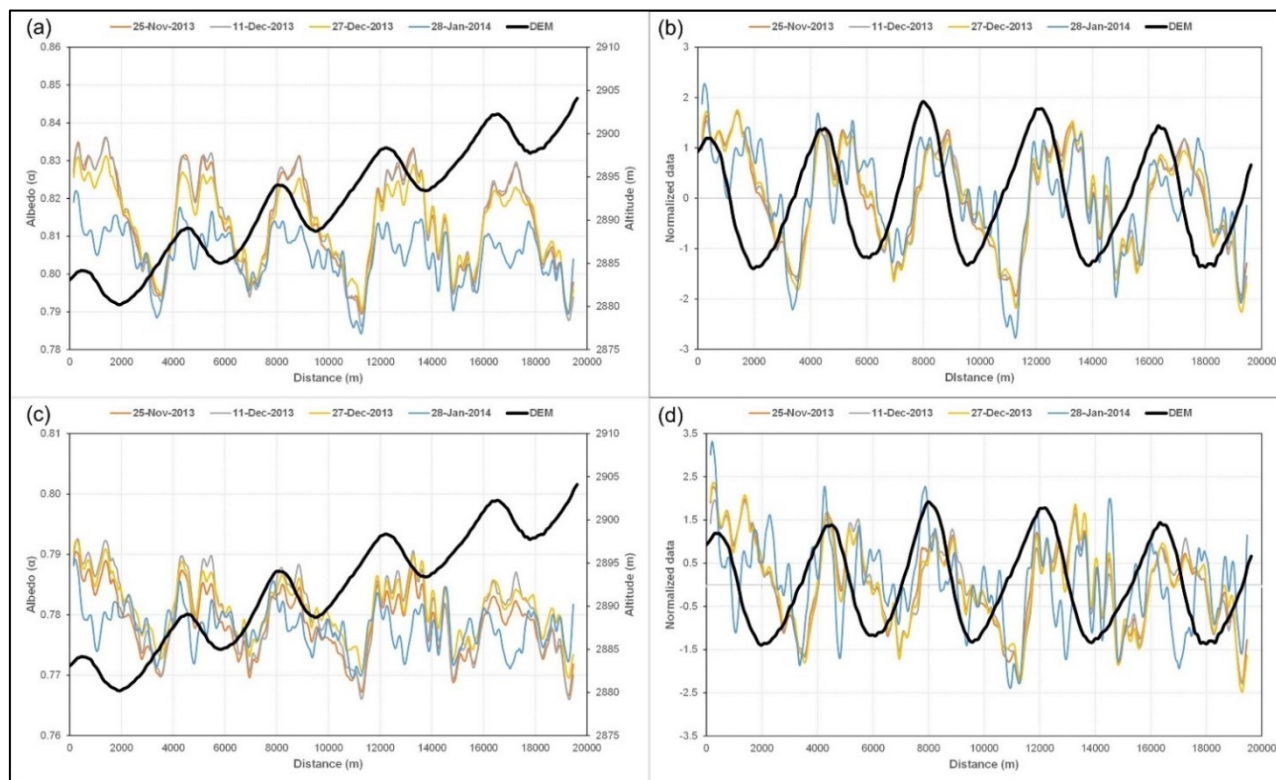 (a)
25-Nov-2013 11-Dec-2013 27-Dec-2013 28-Jan-2014 DEM
0.86
0.85
0.84
0.83
0.82
0.81
0.80
0.79
0.78
Albedo (α)
2910
2905
2900
2895
2890
2885
2880
2875
Altitude (m)
0 2000 4000 6000 8000 10000 12000 14000 16000 18000 20000
Distance (m)
(b)
25-Nov-2013 11-Dec-2013 27-Dec-2013 28-Jan-2014 DEM
3
2
1
0
-1
-2
-3
Normalized data
0 2000 4000 6000 8000 10000 12000 14000 16000 18000 20000
Distance (m)
(c)
25-Nov-2013 11-Dec-2013 27-Dec-2013 28-Jan-2014 DEM
0.81
0.80
0.79
0.78
0.77
0.76
Albedo (α)
2910
2905
2900
2895
2890
2885
2880
2875
Altitude (m)
0 2000 4000 6000 8000 10000 12000 14000 16000 18000 20000
Distance (m)
(d)
25-Nov-2013 11-Dec-2013 27-Dec-2013 28-Jan-2014 DEM
3.5
2.5
1.5
0.5
-0.5
-1.5
-2.5
-3.5
Normalized data
0 2000 4000 6000 8000 10000 12000 14000 16000 18000 20000
Distance (m)